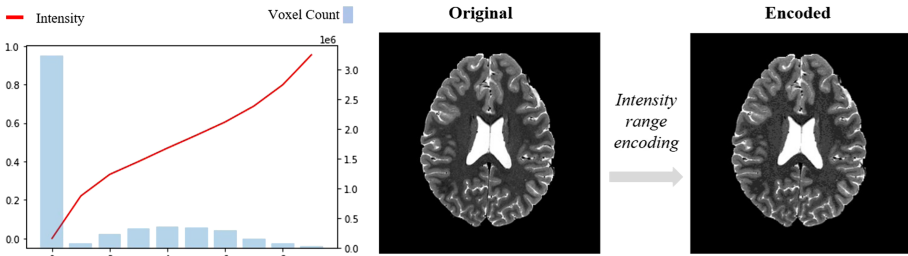 Intensity
Voxel Count
Original
Encoded
1e6
1.0
0.8
0.6
0.4
0.2
0.0
3.0
2.5
2.0
1.5
1.0
0.5
0.0
Intensity
range
encoding